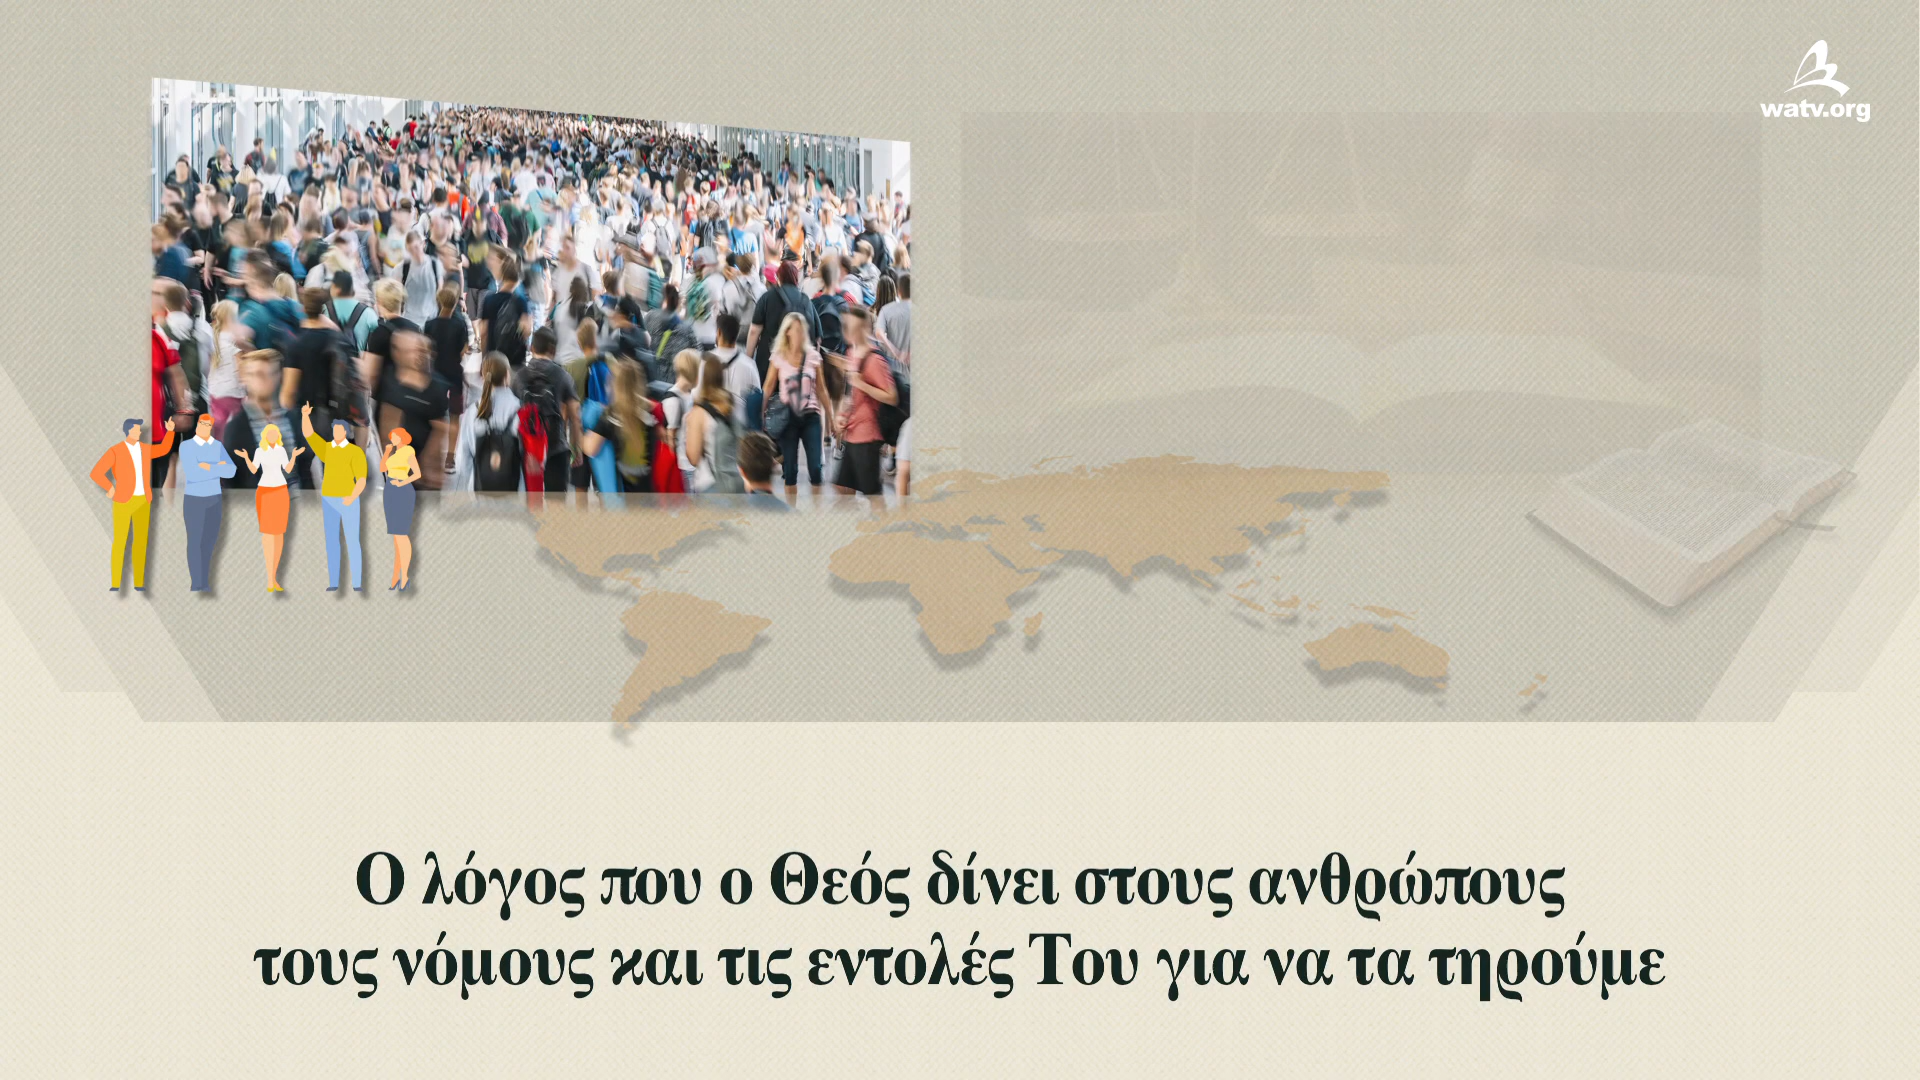 watv.org
Ο λόγος που ο Θεός δίνει στους ανθρώπους
τους νόμους και τις εντολές Του για να τα τηρούμε